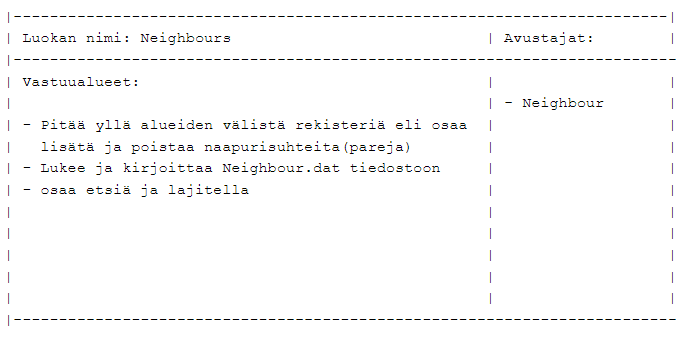 Luokan nimi: Neighbours
Avustajat:
Vastuualueet:
- Pitää yllä alueiden välistä rekisteriä eli osaa
lisätä ja poistaa naapurisuhteita(pareja)
- Lukee ja kirjoittaa Neighbour.dat tiedostoon
- osaa etsiä ja lajitella
- Neighbour